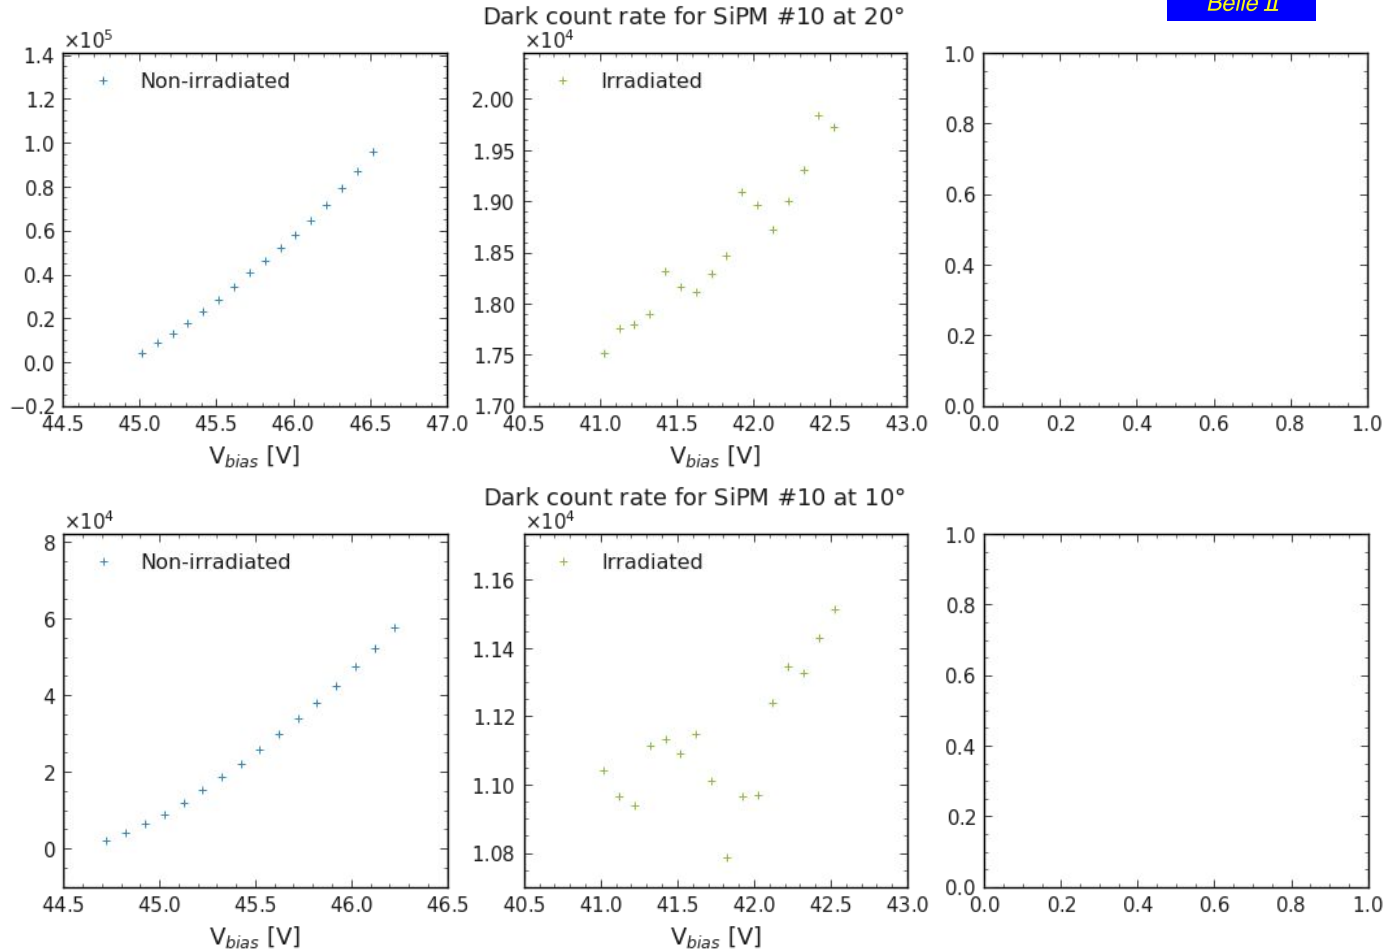 Belle II
Dark count rate for SiPM #10 at 20°
×10⁵
1.4
1.2
1.0
0.8
0.6
0.4
0.2
0.0
−0.2
Non-irradiated
44.5 45.0 45.5 46.0 46.5 47.0
V_bias [V]
×10⁴
2.00
1.95
1.90
1.85
1.80
1.75
1.70
Irradiated
40.5 41.0 41.5 42.0 42.5 43.0
V_bias [V]
1.0
0.8
0.6
0.4
0.2
0.0
0.0 0.2 0.4 0.6 0.8 1.0
Dark count rate for SiPM #10 at 10°
×10⁴
8
6
4
2
0
Non-irradiated
44.5 45.0 45.5 46.0 46.5
V_bias [V]
×10⁴
1.16
1.14
1.12
1.10
1.08
Irradiated
40.5 41.0 41.5 42.0 42.5 43.0
V_bias [V]
1.0
0.8
0.6
0.4
0.2
0.0
0.0 0.2 0.4 0.6 0.8 1.0